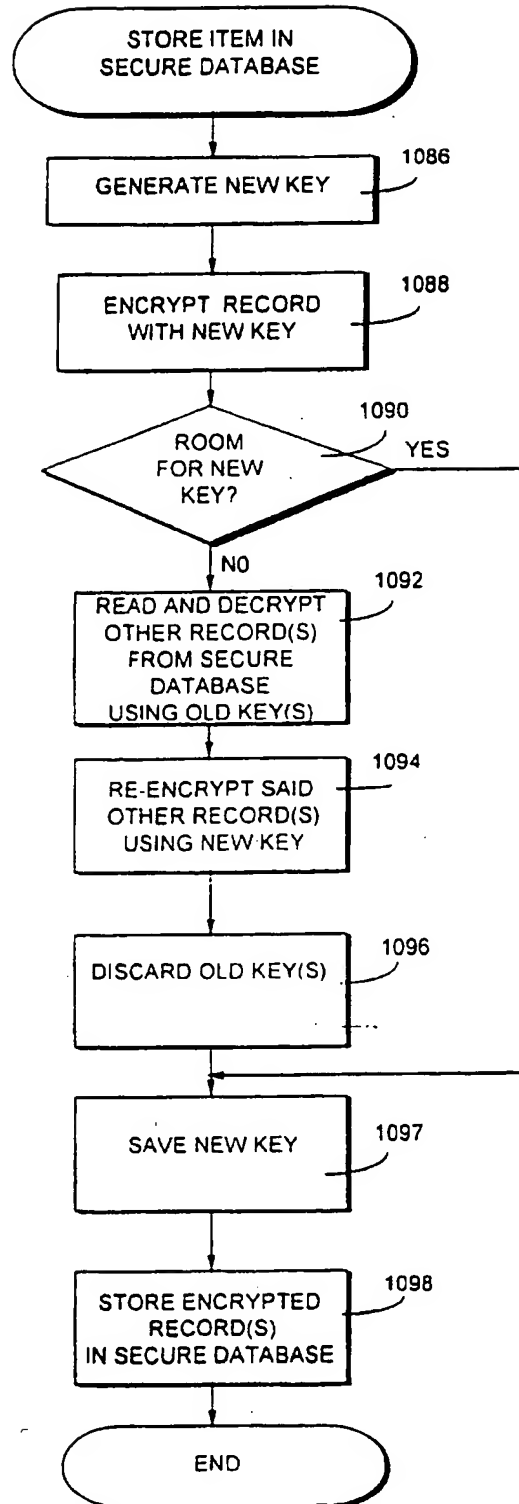 STORE ITEM IN
SECURE DATABASE
1086
GENERATE NEW KEY
1088
ENCRYPT RECORD
WITH NEW KEY
1090
ROOM
FOR NEW
KEY?
YES
NO
1092
READ AND DECRYPT
OTHER RECORD(S)
FROM SECURE
DATABASE
USING OLD KEY(S)
1094
RE-ENCRYPT SAID
OTHER RECORD(S)
USING NEW KEY
1096
DISCARD OLD KEY(S)
1097
SAVE NEW KEY
1098
STORE ENCRYPTED
RECORD(S)
IN SECURE DATABASE
END